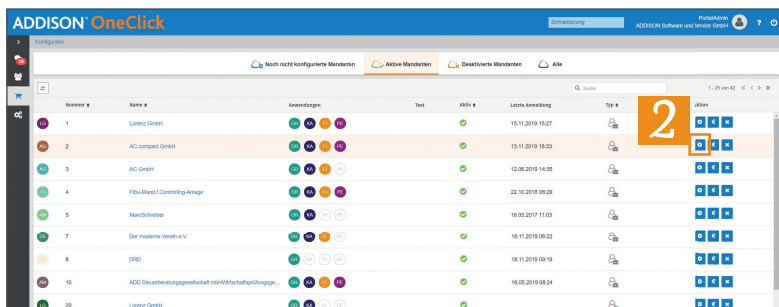 ADDISON OneClick
Schnellsprung
PortalAdmin
ADDISON Software und Service GmbH
?
Konfigurator
Noch nicht konfigurierte Mandanten Aktive Mandanten Deaktivierte Mandanten Alle
Suche 1 - 25 von 42
Nummer Name Anwendungen Test Aktiv Letzte Anmeldung Typ Aktion
LG 1 Lorenz GmbH GR KA FI PE 15.11.2019 15:27 €
2
AG 2 AC compact GmbH GR KA FI PE 13.11.2019 18:33 €
AG 3 AC GmbH GR KA FI PE 12.06.2019 14:35 €
4 Fibu-Mand.1 Controlling-Anlage GR KA FI PE 22.10.2018 08:29 €
MA 5 MarcSchreiber GR KA FI PE 16.05.2017 11:03 €
DE 7 Der moderne Verein e.V. GR KA FI PE 18.11.2019 08:22 €
8 DRD GR KA FI PE 18.11.2019 09:19 €
AM 10 ADD Steuerberatungsgesellschaft mbHWirtschaftsprüfungsge... GR KA FI PE 16.05.2019 08:24 €
LG 20 Lorenz GmbH GR KA FI PE